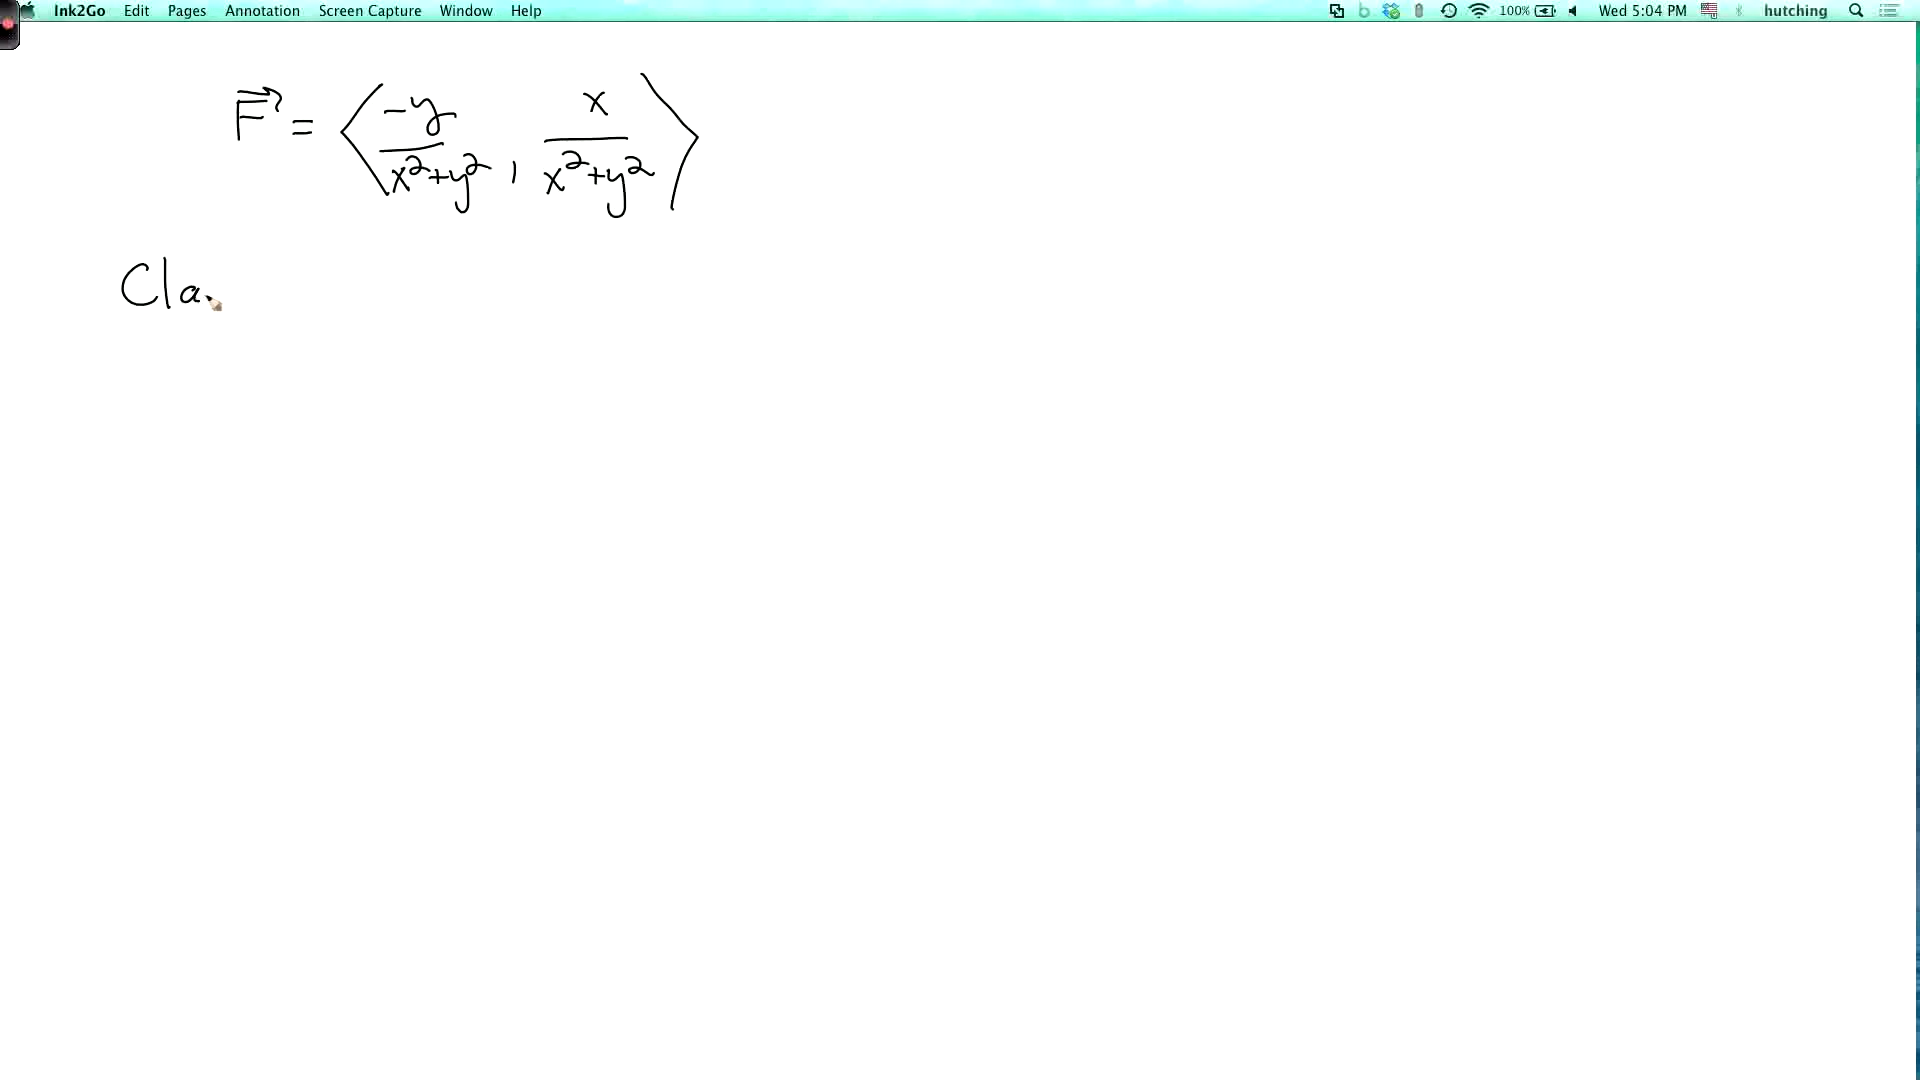 Ink2Go Edit Pages Annotation Screen Capture Window Help 100% Wed 5:04 PM hutching
F⃗ = ⟨ -y/(x²+y²) , x/(x²+y²) ⟩
Cla